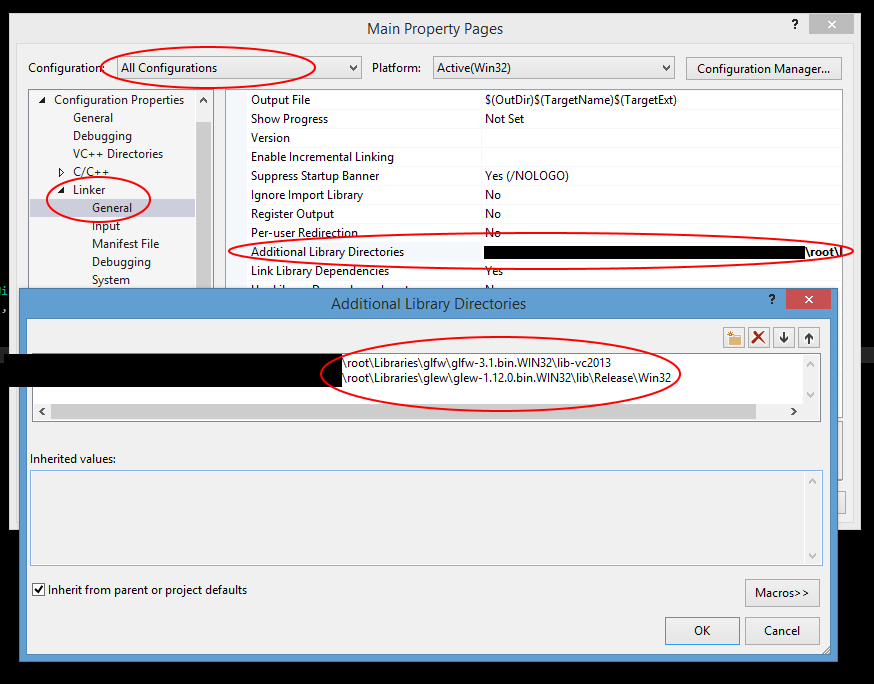 Main Property Pages
?
Configuration: All Configurations Platform: Active(Win32) Configuration Manager...
Configuration Properties
General
Debugging
VC++ Directories
C/C++
Linker
General
Input
Manifest File
Debugging
System
Output File $(OutDir)$(TargetName)$(TargetExt)
Show Progress Not Set
Version
Enable Incremental Linking
Suppress Startup Banner Yes (/NOLOGO)
Ignore Import Library No
Register Output No
Per-user Redirection No
Additional Library Directories \root\
Link Library Dependencies Yes
Additional Library Directories
?
\root\Libraries\glfw\glfw-3.1.bin.WIN32\lib-vc2013
\root\Libraries\glew\glew-1.12.0.bin.WIN32\lib\Release\Win32
Inherited values:
Inherit from parent or project defaults
Macros>>
OK Cancel